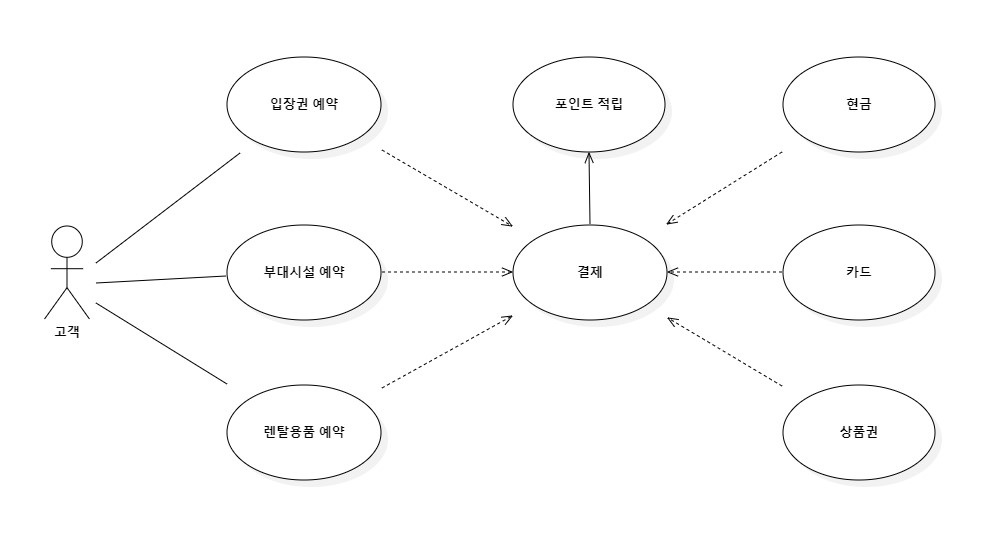 입장권 예약
포인트 적립
현금
고객
부대시설 예약
결제
카드
렌탈용품 예약
상품권